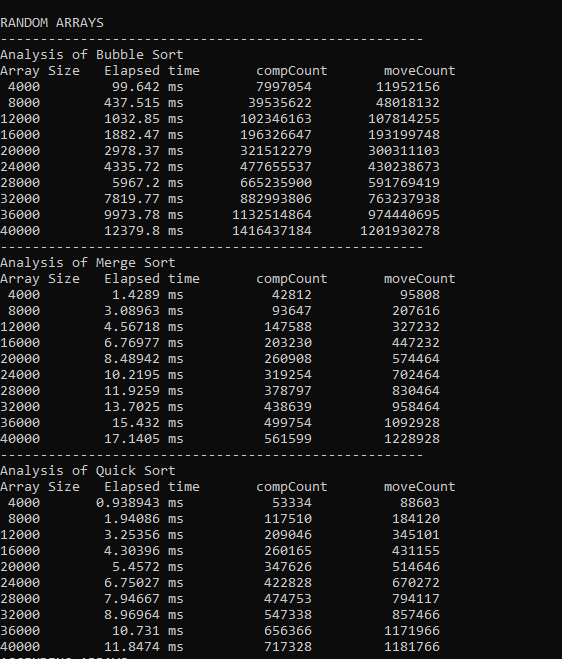 RANDOM ARRAYS
-----------------------------------------------------
Analysis of Bubble Sort
Array Size   Elapsed time       compCount       moveCount
 4000         99.642 ms         7997054        11952156
 8000        437.515 ms        39535622        48018132
12000        1032.85 ms       102346163       107814255
16000        1882.47 ms       196326647       193199748
20000        2978.37 ms       321512279       300311103
24000        4335.72 ms       477655537       430238673
28000         5967.2 ms       665235900       591769419
32000        7819.77 ms       882993806       763237938
36000        9973.78 ms      1132514864       974440695
40000        12379.8 ms      1416437184      1201930278
-----------------------------------------------------
Analysis of Merge Sort
Array Size   Elapsed time       compCount       moveCount
 4000         1.4289 ms           42812           95808
 8000        3.08963 ms           93647          207616
12000        4.56718 ms          147588          327232
16000        6.76977 ms          203230          447232
20000        8.48942 ms          260908          574464
24000        10.2195 ms          319254          702464
28000        11.9259 ms          378797          830464
32000        13.7025 ms          438639          958464
36000         15.432 ms          499754         1092928
40000        17.1405 ms          561599         1228928
-----------------------------------------------------
Analysis of Quick Sort
Array Size   Elapsed time       compCount       moveCount
 4000       0.938943 ms           53334           88603
 8000        1.94086 ms          117510          184120
12000        3.25356 ms          209046          345101
16000        4.30396 ms          260165          431155
20000         5.4572 ms          347626          514646
24000        6.75027 ms          422828          670272
28000        7.94667 ms          474753          794117
32000        8.96964 ms          547338          857466
36000         10.731 ms          656366         1171966
40000        11.8474 ms          717328         1181766